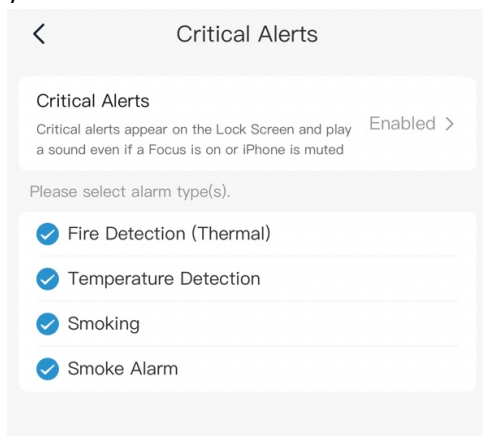 Critical Alerts
Critical Alerts
Critical alerts appear on the Lock Screen and play
a sound even if a Focus is on or iPhone is muted
Enabled >
Please select alarm type(s).
Fire Detection (Thermal)
Temperature Detection
Smoking
Smoke Alarm